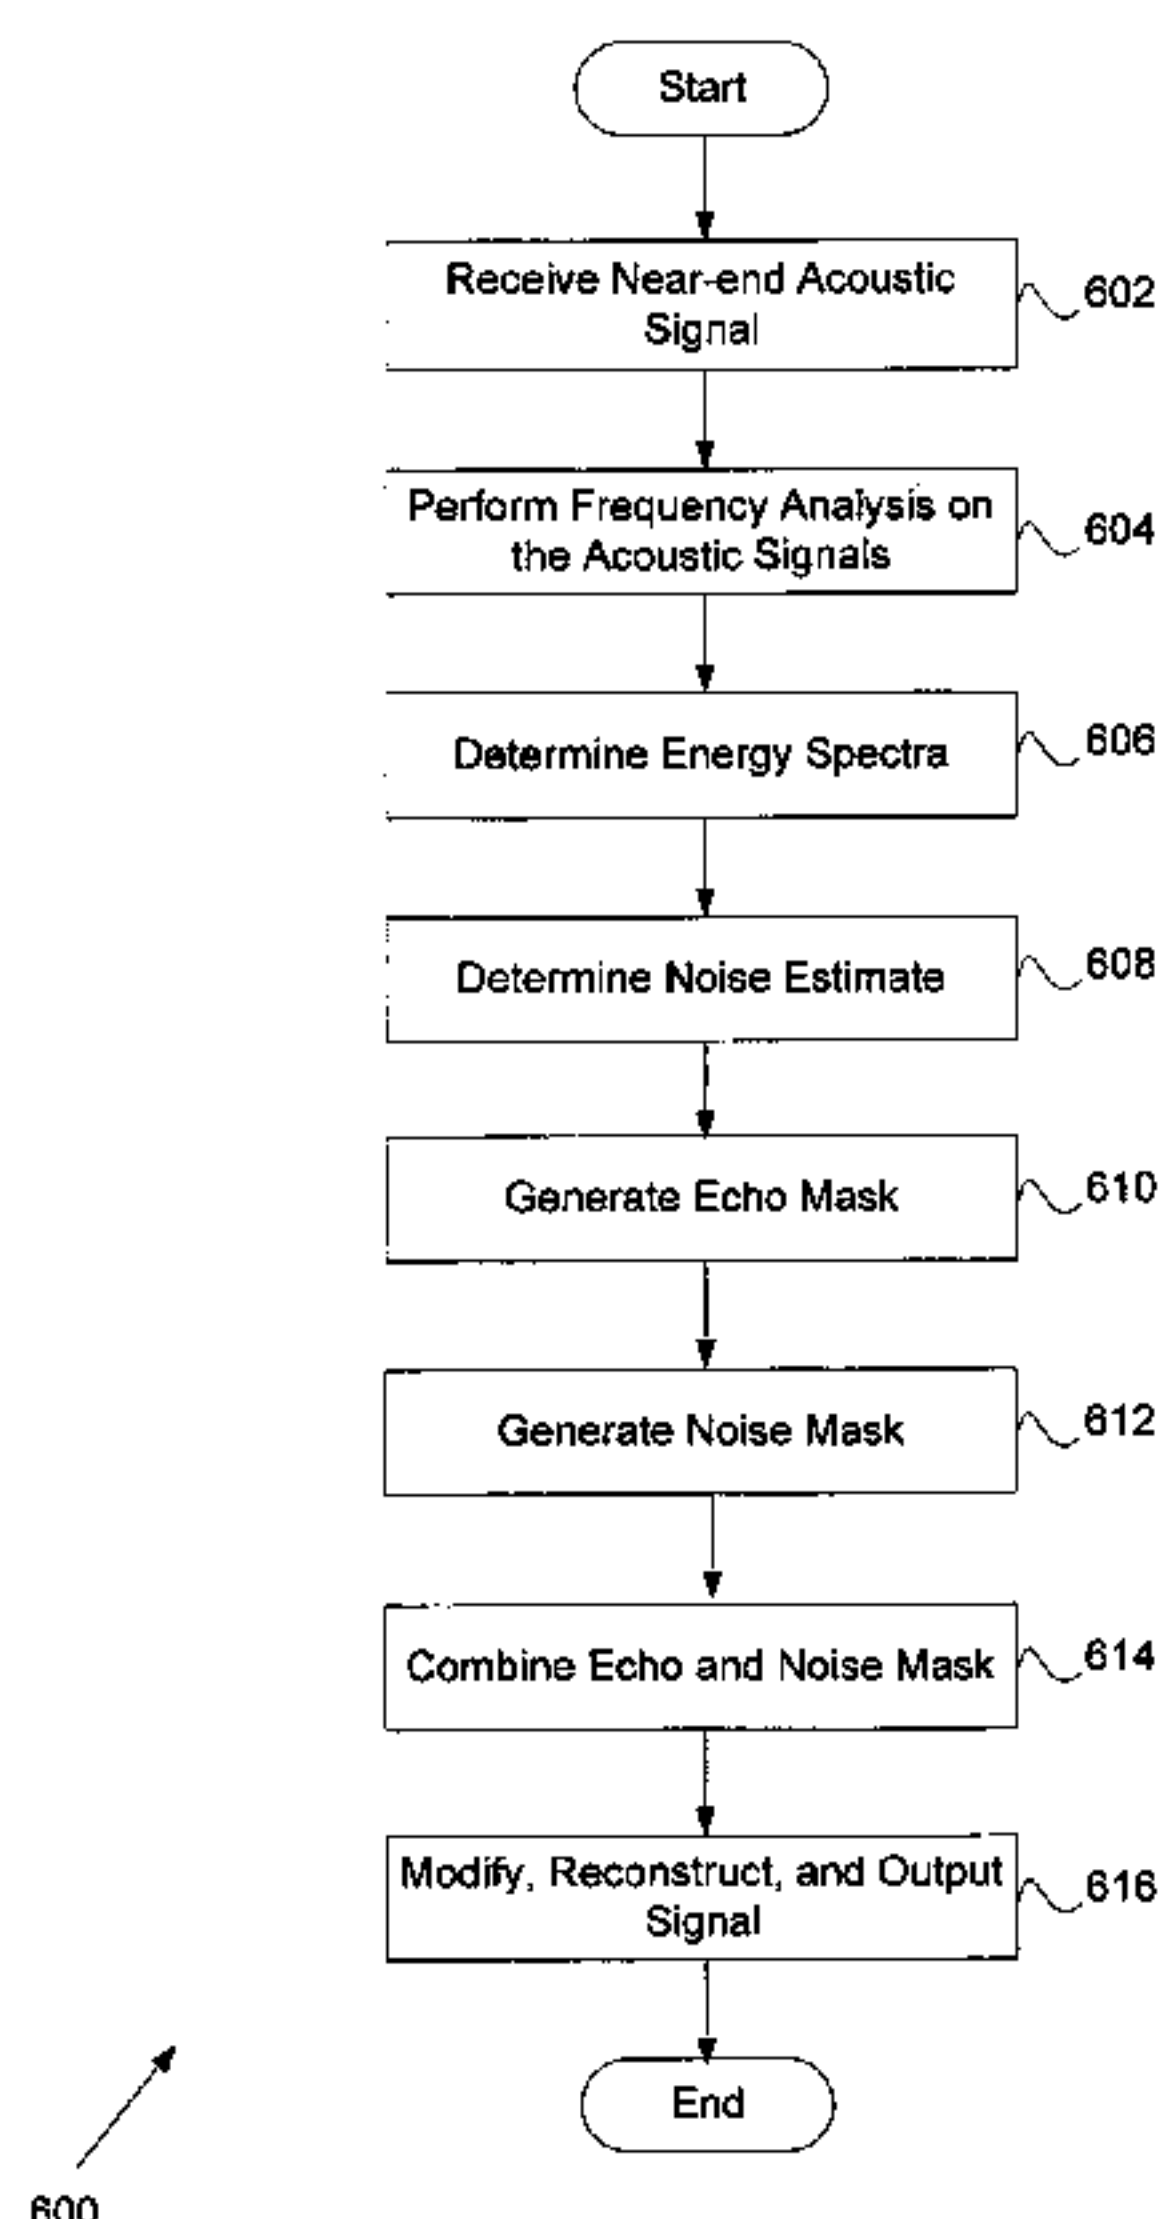 Start
Receive Near-end Acoustic
Signal
602
Perform Frequency Analysis on
the Acoustic Signals
604
Determine Energy Spectra
606
Determine Noise Estimate
608
Generate Echo Mask
610
Generate Noise Mask
612
Combine Echo and Noise Mask
614
Modify, Reconstruct, and Output
Signal
616
End
600